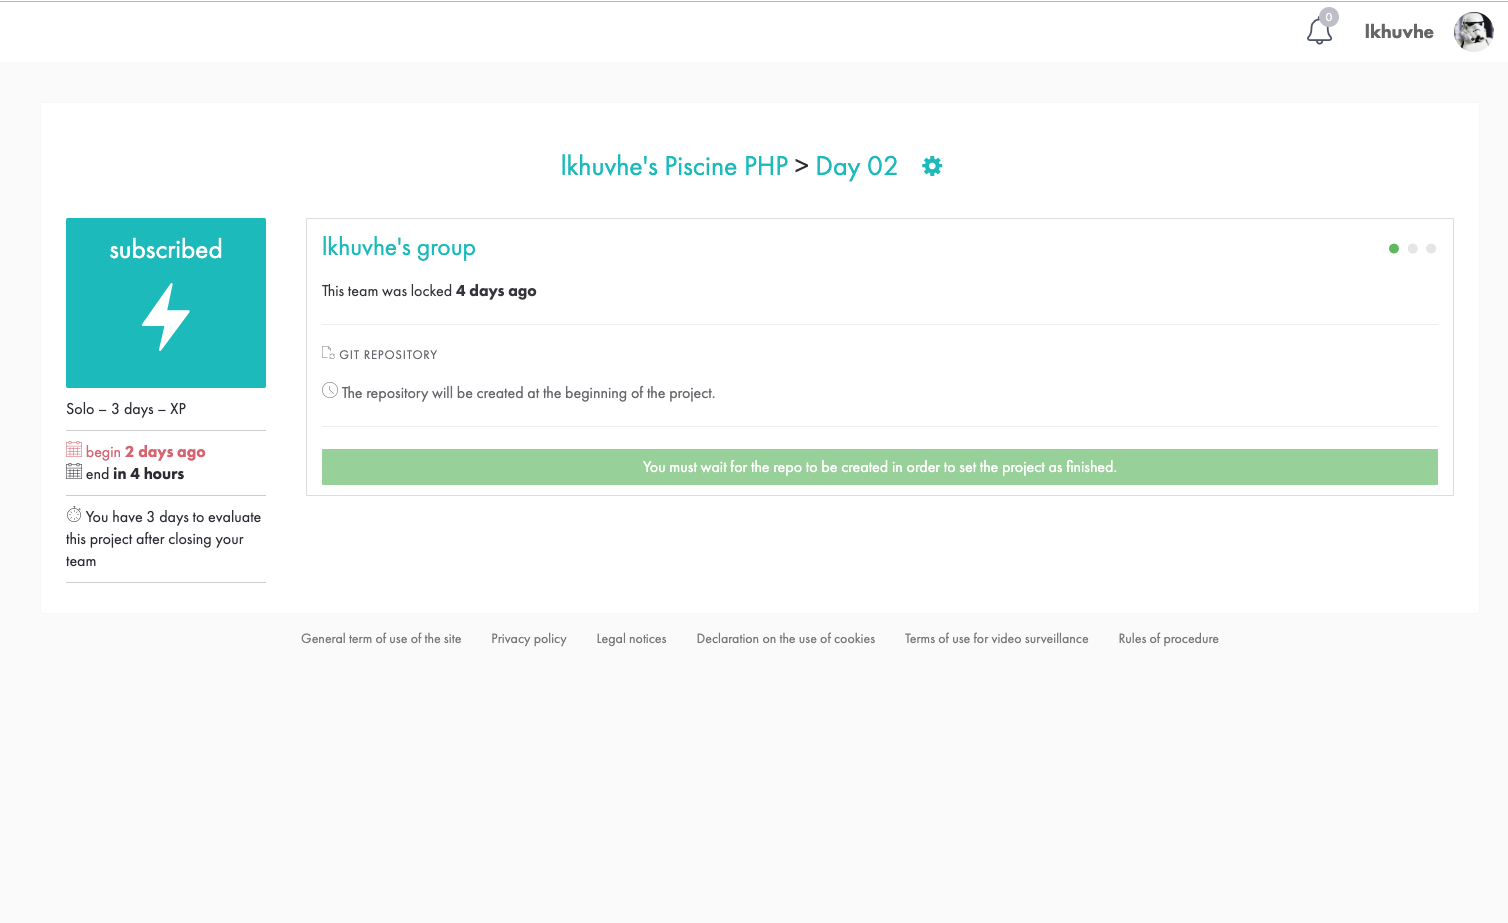 0
lkhuvhe
lkhuvhe's Piscine PHP > Day 02
subscribed
Solo – 3 days – XP
begin 2 days ago
end in 4 hours
You have 3 days to evaluate
this project after closing your
team
lkhuvhe's group
This team was locked 4 days ago
GIT REPOSITORY
The repository will be created at the beginning of the project.
You must wait for the repo to be created in order to set the project as finished.
General term of use of the site
Privacy policy
Legal notices
Declaration on the use of cookies
Terms of use for video surveillance
Rules of procedure